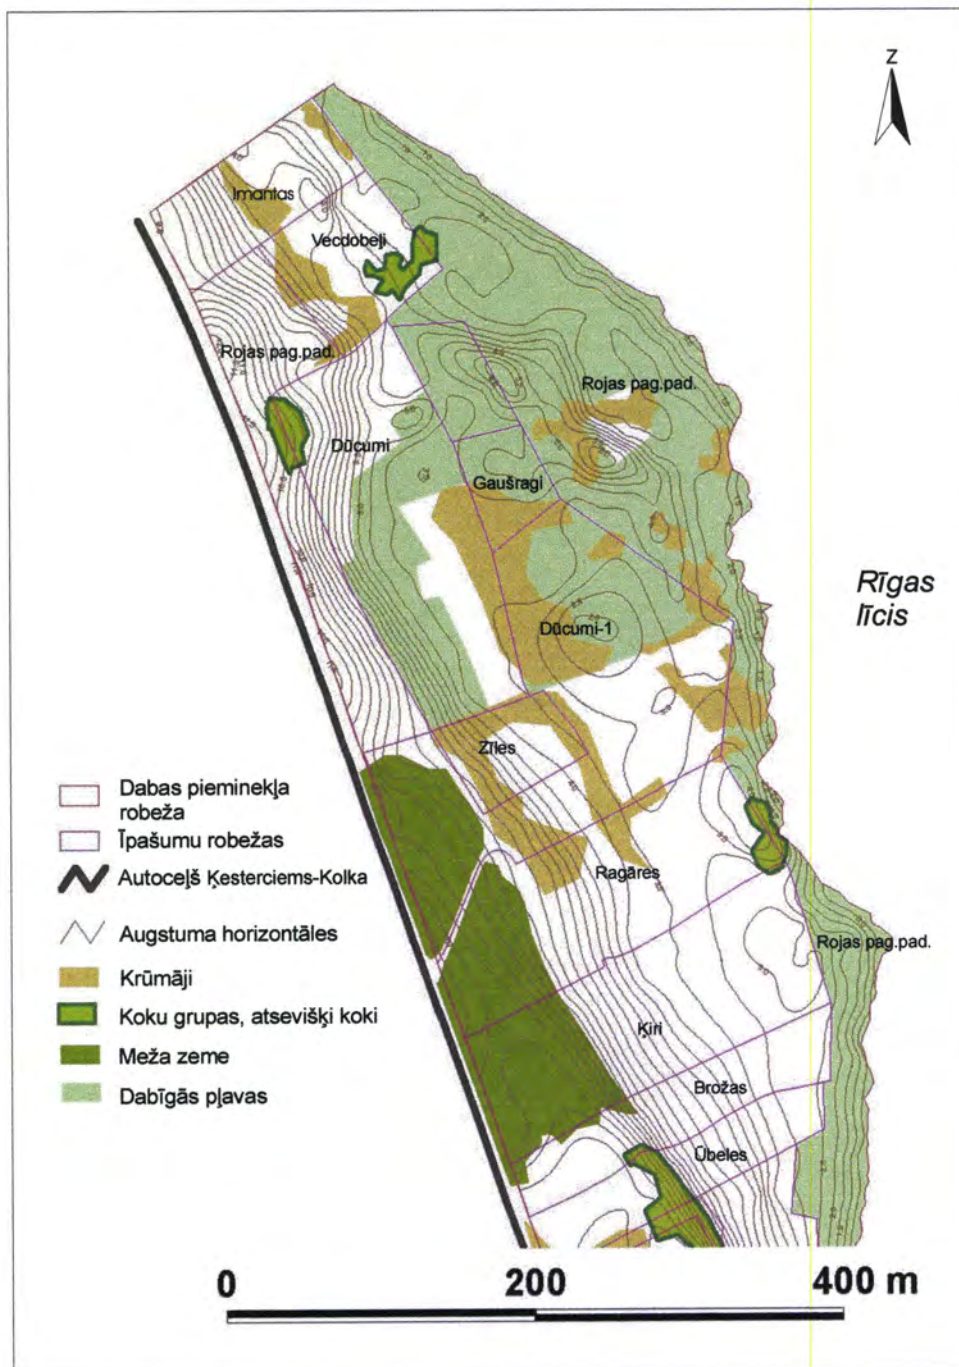 Z
Imantas
Vecdobeļi
Rojas pag.pad.
Rojas pag.pad.
Dūcumi
Gaušragi
Rīgas
līcis
Dūcumi-1
Zīles
Ragāres
Rojas pag.pad.
Ķiri
Brožas
Ūbeles
Dabas pieminekļa
robeža
Īpašumu robežas
Autoceļš Ķesterciems-Kolka
Augstuma horizontāles
Krūmāji
Koku grupas, atsevišķi koki
Meža zeme
Dabīgās pļavas
0 200 400 m